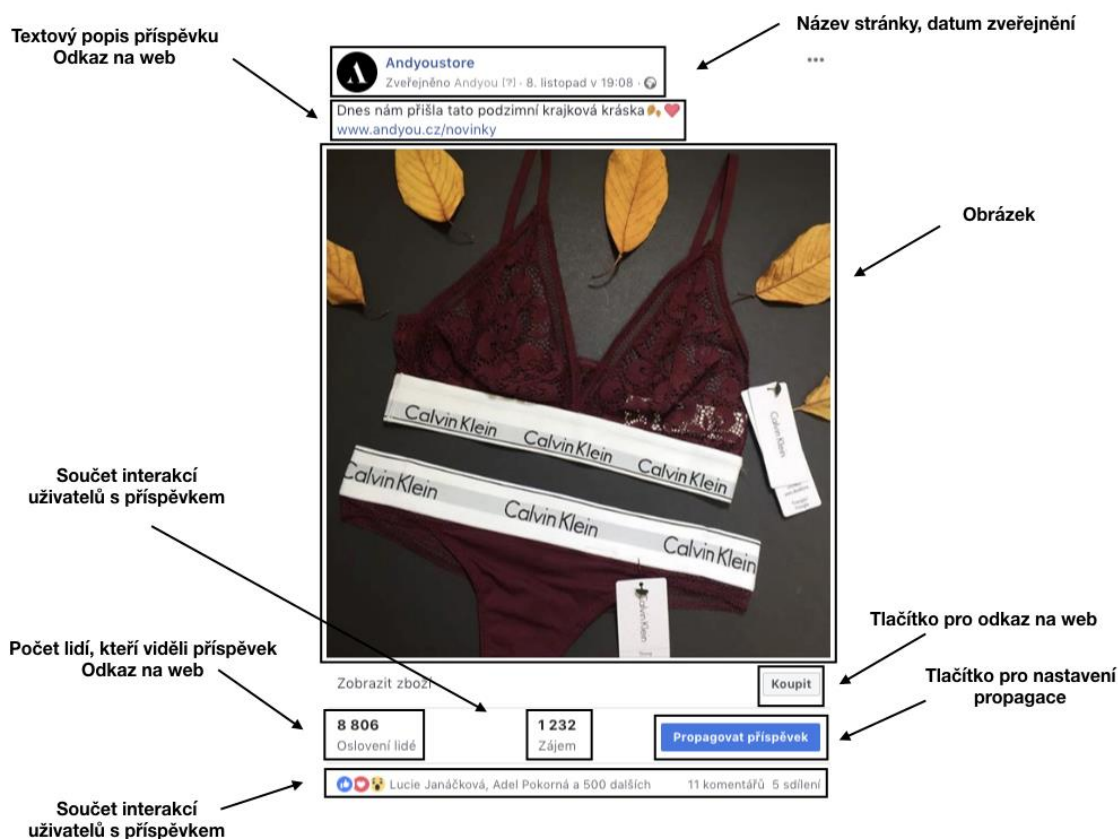 Název stránky, datum zveřejnění
Textový popis příspěvku
Odkaz na web
Andyoustore
Zveřejněno Andyou [?] · 8. listopad v 19:08 ·
Dnes nám přišla tato podzimní krajková kráska🍂❤️
www.andyou.cz/novinky
Obrázek
Calvin Klein
Calvin Klein
Calvin Klein
Calvin Klein
Calvin Klein
Calvin Klein
Calvin Klein
Calvin Klein
Součet interakcí
uživatelů s příspěvkem
Počet lidí, kteří viděli příspěvek
Odkaz na web
Tlačítko pro odkaz na web
Tlačítko pro nastavení
propagace
Zobrazit zboží
Koupit
8 806
Oslovení lidé
1 232
Zájem
Propagovat příspěvek
Lucie Janáčková, Adel Pokorná a 500 dalších
11 komentářů 5 sdílení
Součet interakcí
uživatelů s příspěvkem